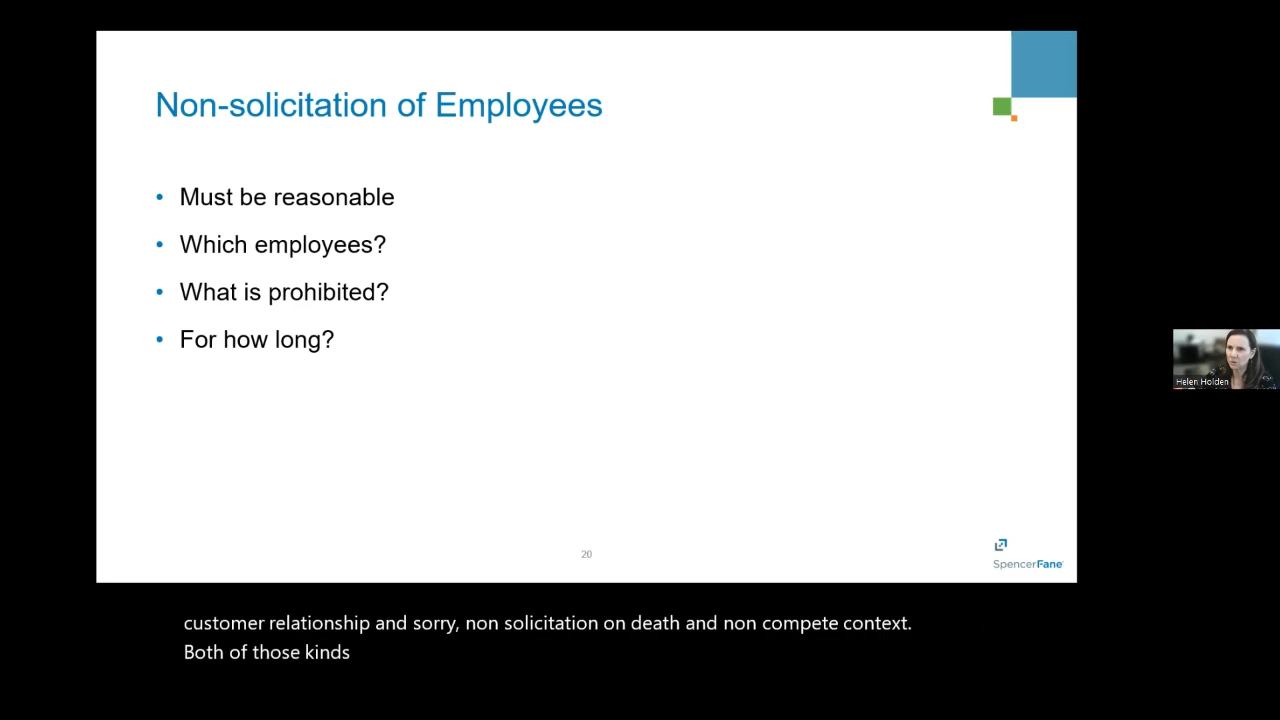 Non-solicitation of Employees
• Must be reasonable
• Which employees?
• What is prohibited?
• For how long?
Helen Holden
20
SpencerFane
customer relationship and sorry, non solicitation on death and non compete context.
Both of those kinds